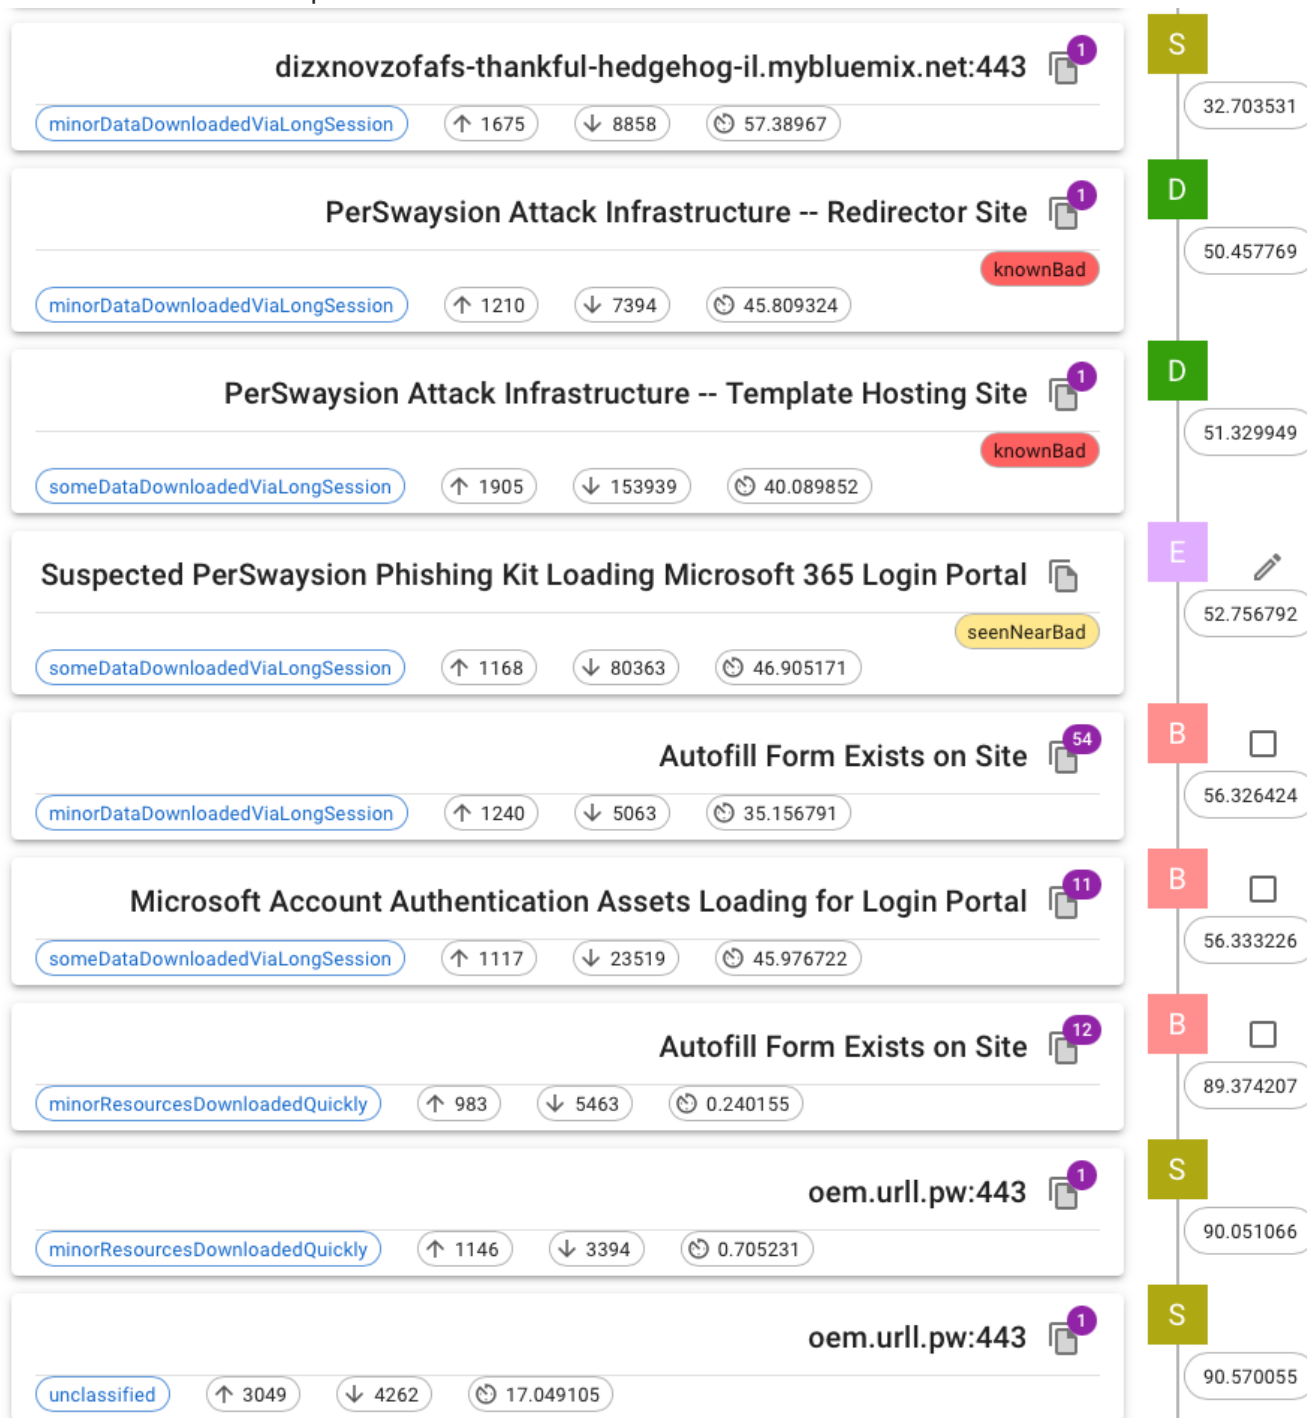 dizxnovzofafs-thankful-hedgehog-il.mybluemix.net:443 1 S
32.703531
minorDataDownloadedViaLongSession 1675 8858 57.38967
PerSwaysion Attack Infrastructure -- Redirector Site 1 D
50.457769
knownBad
minorDataDownloadedViaLongSession 1210 7394 45.809324
PerSwaysion Attack Infrastructure -- Template Hosting Site 1 D
51.329949
knownBad
someDataDownloadedViaLongSession 1905 153939 40.089852
Suspected PerSwaysion Phishing Kit Loading Microsoft 365 Login Portal E
52.756792
seenNearBad
someDataDownloadedViaLongSession 1168 80363 46.905171
Autofill Form Exists on Site 54 B
56.326424
minorDataDownloadedViaLongSession 1240 5063 35.156791
Microsoft Account Authentication Assets Loading for Login Portal 11 B
56.333226
someDataDownloadedViaLongSession 1117 23519 45.976722
Autofill Form Exists on Site 12 B
89.374207
minorResourcesDownloadedQuickly 983 5463 0.240155
oem.urll.pw:443 1 S
90.051066
minorResourcesDownloadedQuickly 1146 3394 0.705231
oem.urll.pw:443 1 S
90.570055
unclassified 3049 4262 17.049105